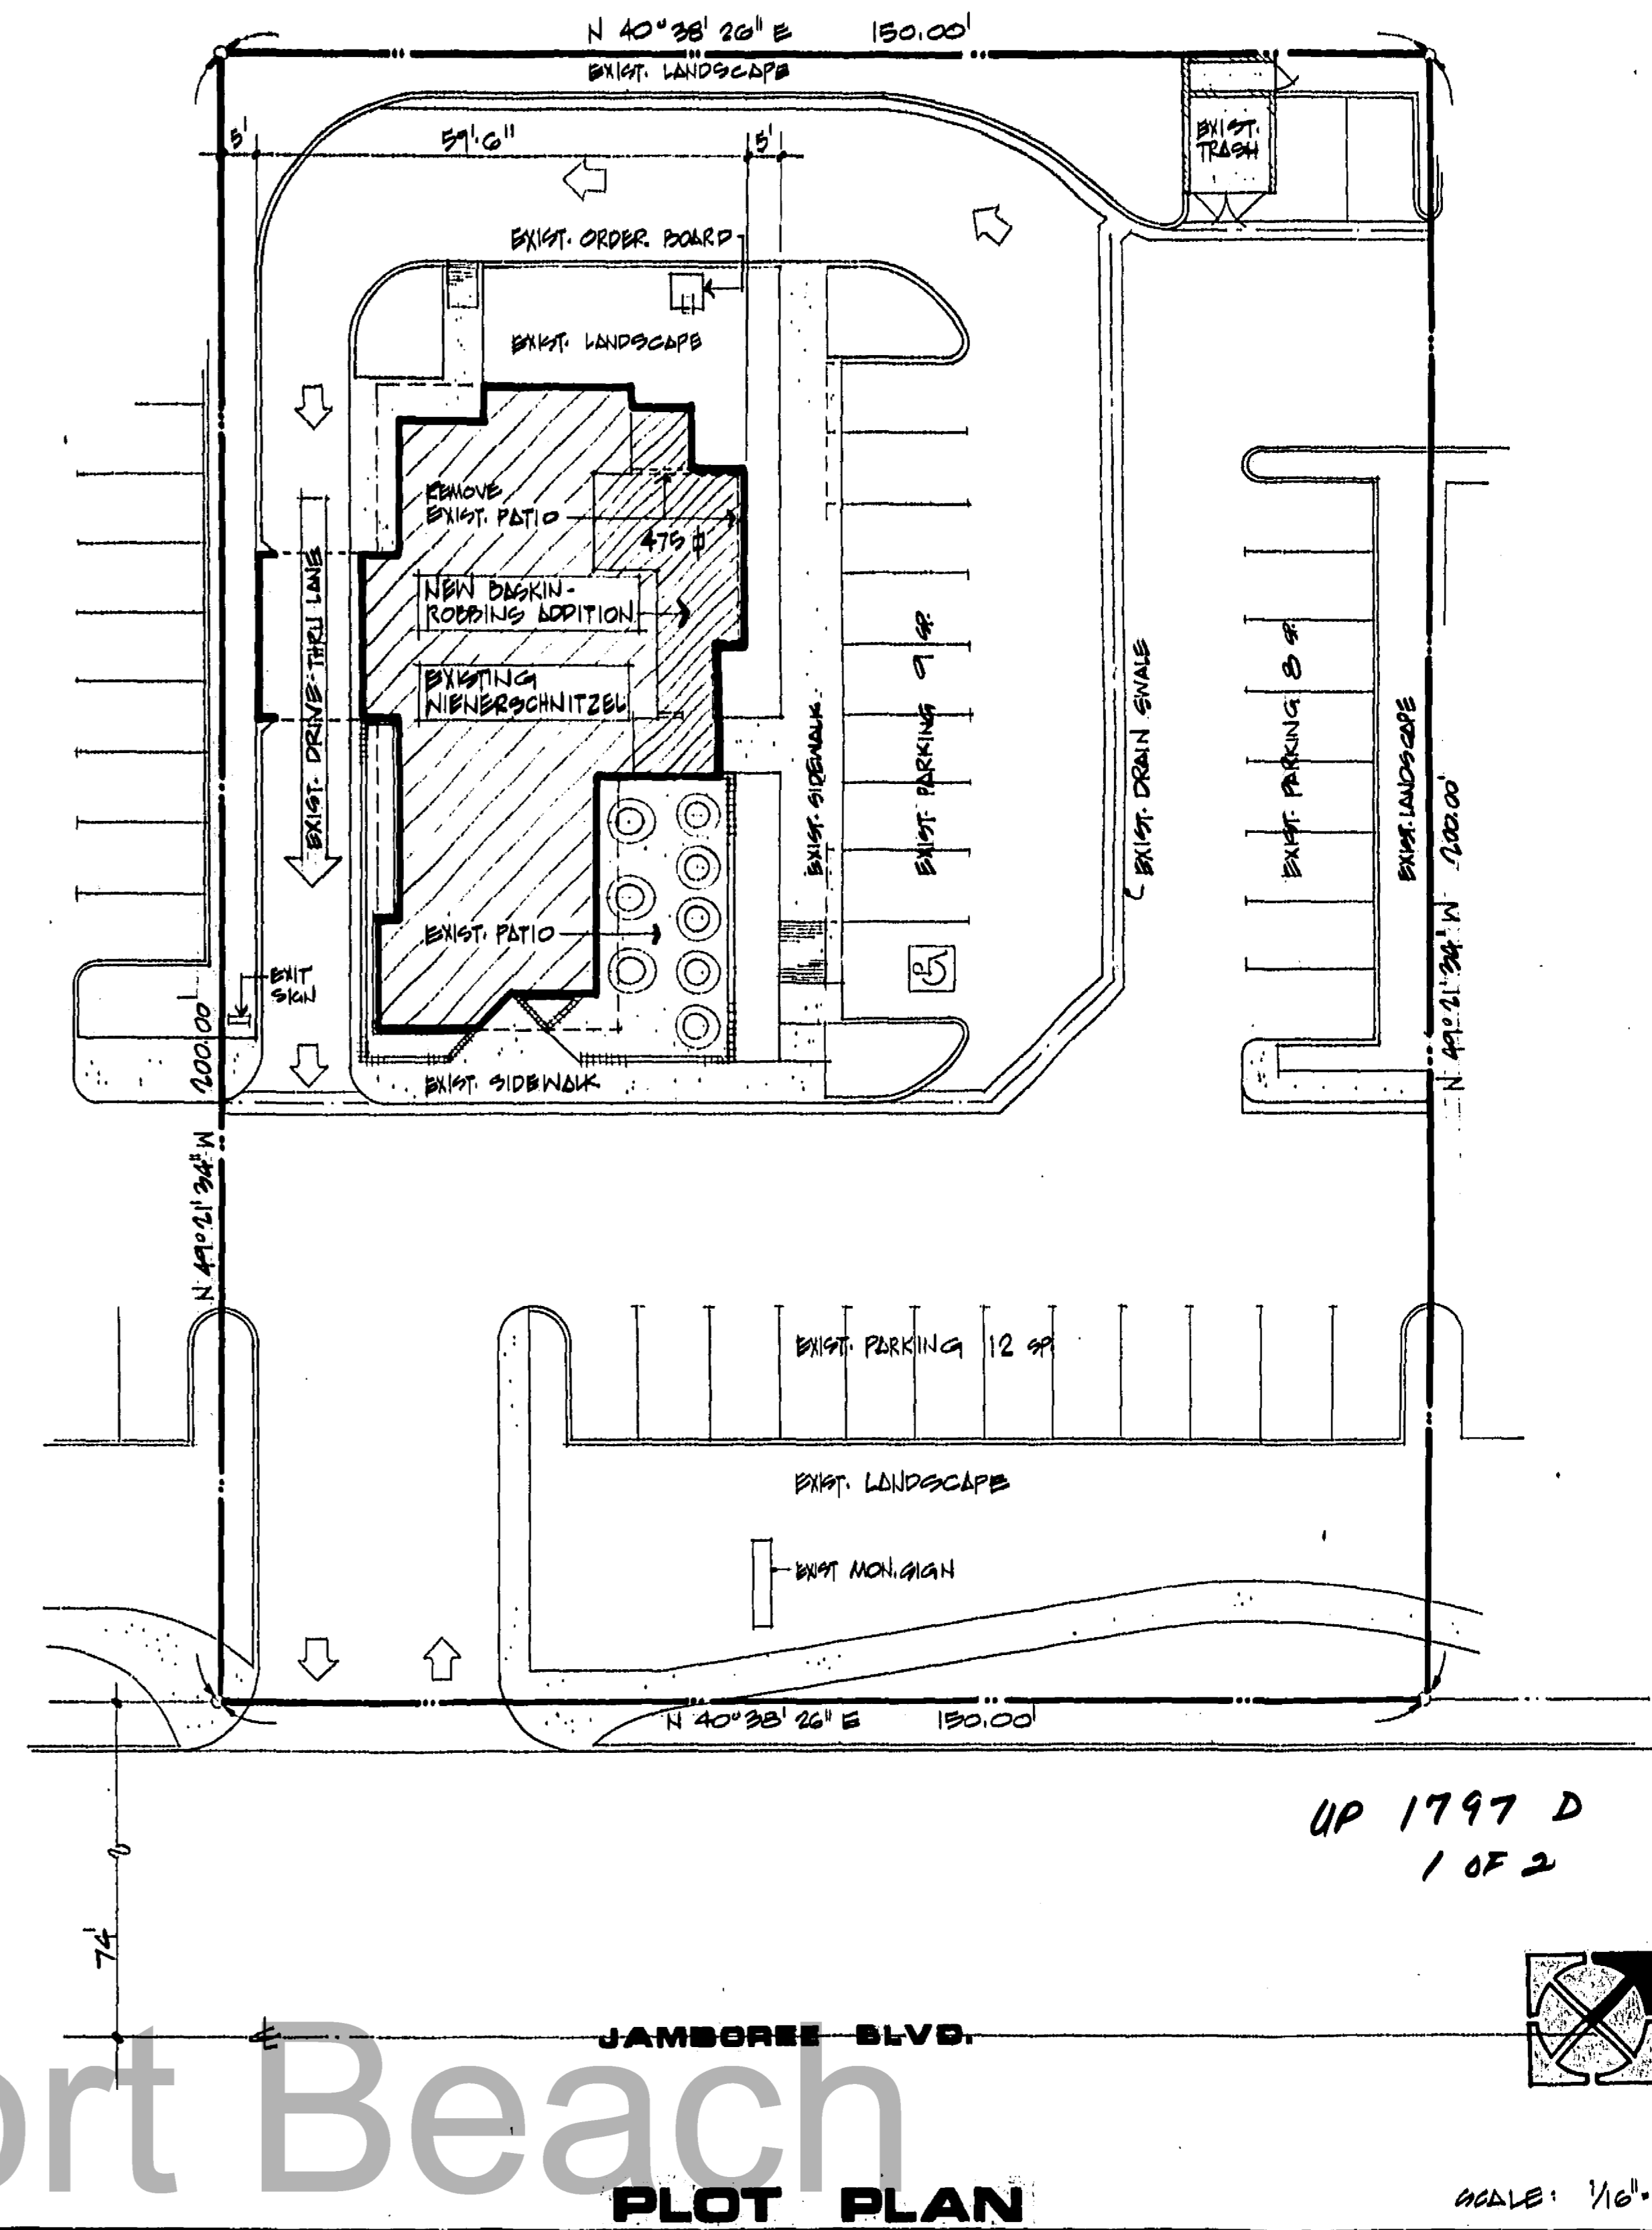 N 40°38'26" E 150.00'
EXIST. LANDSCAPE
5'
59'.6"
5'
EXIST. TRASH
EXIST. ORDER. BOARD
EXIST. LANDSCAPE
REMOVE
EXIST. PATIO
475
NEW BASKIN-
ROBBINS ADDITION
EXISTING
WIENERSCHNITZEL
EXIST. DRIVE-THRU LANE
EXIST. SIDEWALK
EXIST. PARKING 9 SP.
EXIST. DRAIN SWALE
EXIST. PARKING 8 SP.
EXIST. LANDSCAPE
N 49°21'34" W 200.00'
EXIST. PATIO
EXIT
SIGN
N 49°21'34" W 200.00'
EXIST. SIDEWALK
EXIST. PARKING 12 SP.
EXIST. LANDSCAPE
EXIST MON. SIGN
N 40°38'26" E 150.00'
UP 1797 D
1 OF 2
74'
JAMBOREE BLVD.
ort Beach
PLOT PLAN
SCALE: 1/16"